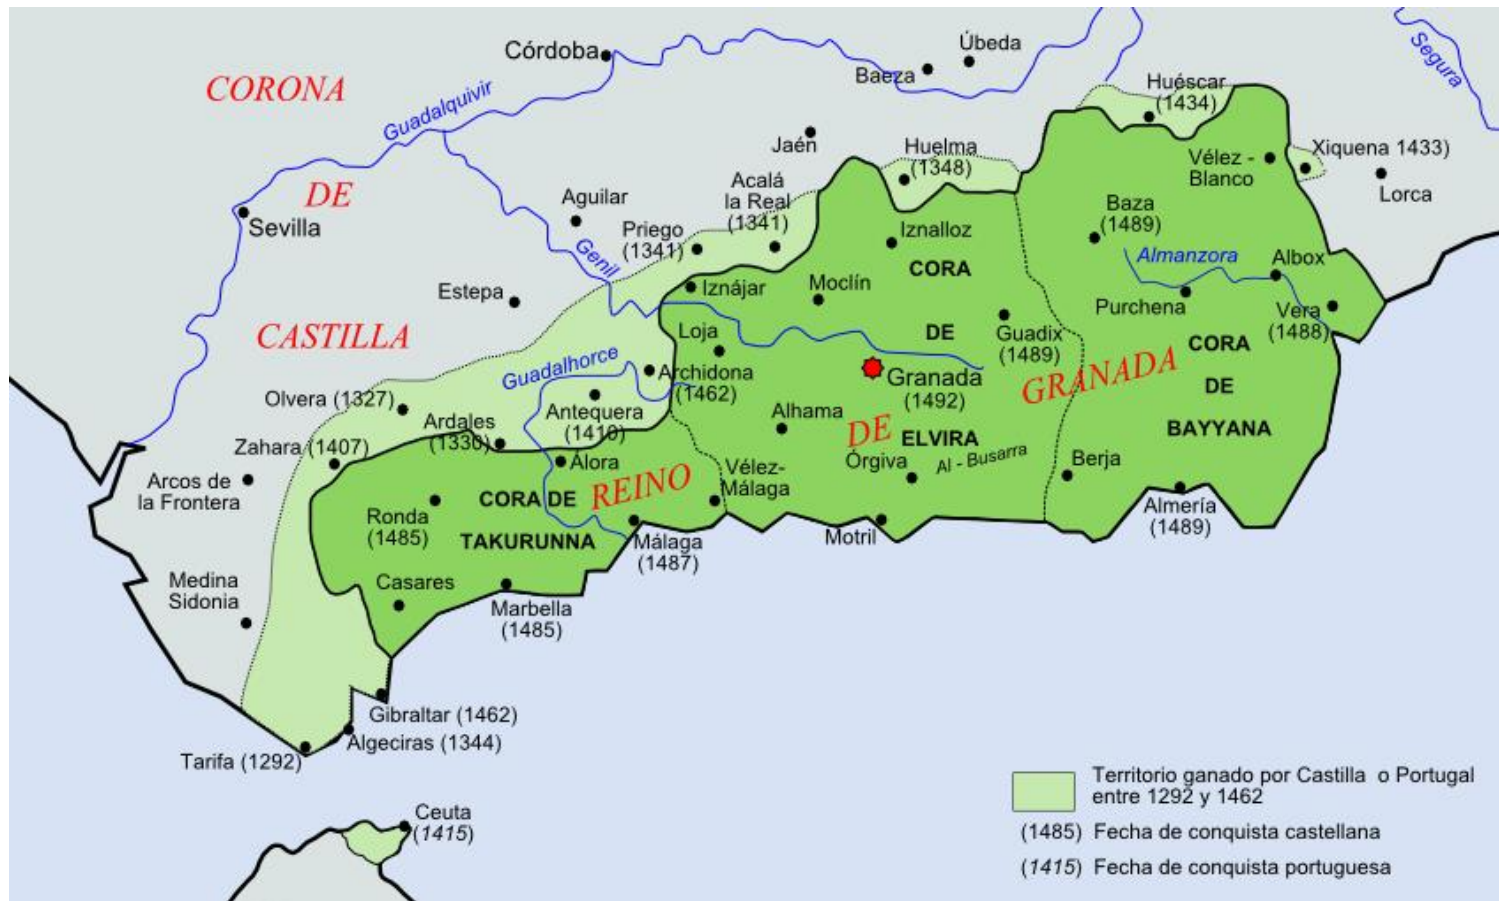 Córdoba
Úbeda
Baeza
Segura
CORONA
Guadalquivir
Huéscar
(1434)
Jaén
Huelma
(1348)
Vélez -
Blanco
Xiquena 1433)
Lorca
DE
Sevilla
Aguilar
Acalá
la Real
(1341)
Priego
(1341)
Genil
Iznalloz
Baza
(1489)
CORA
Almanzora
Albox
Estepa
Iznájar
Moclín
Purchena
Vera
(1488)
CASTILLA
Loja
DE
Guadix
(1489)
CORA
Guadalhorce
Archidona
(1462)
Granada
(1492)
GRANADA
DE
Olvera (1327)
Ardales
(1330)
Antequera
(1410)
Alhama
DE
ELVIRA
BAYYANA
Zahara (1407)
Álora
Vélez-
Málaga
Órgiva
Al - Busarra
Berja
Arcos de
la Frontera
CORA DE
REINO
Ronda
(1485)
TAKURUNNA
Málaga
(1487)
Motril
Almería
(1489)
Medina
Sidonia
Casares
Marbella
(1485)
Gibraltar (1462)
Algeciras (1344)
Tarifa (1292)
Ceuta
(1415)
Territorio ganado por Castilla o Portugal
entre 1292 y 1462
(1485) Fecha de conquista castellana
(1415) Fecha de conquista portuguesa